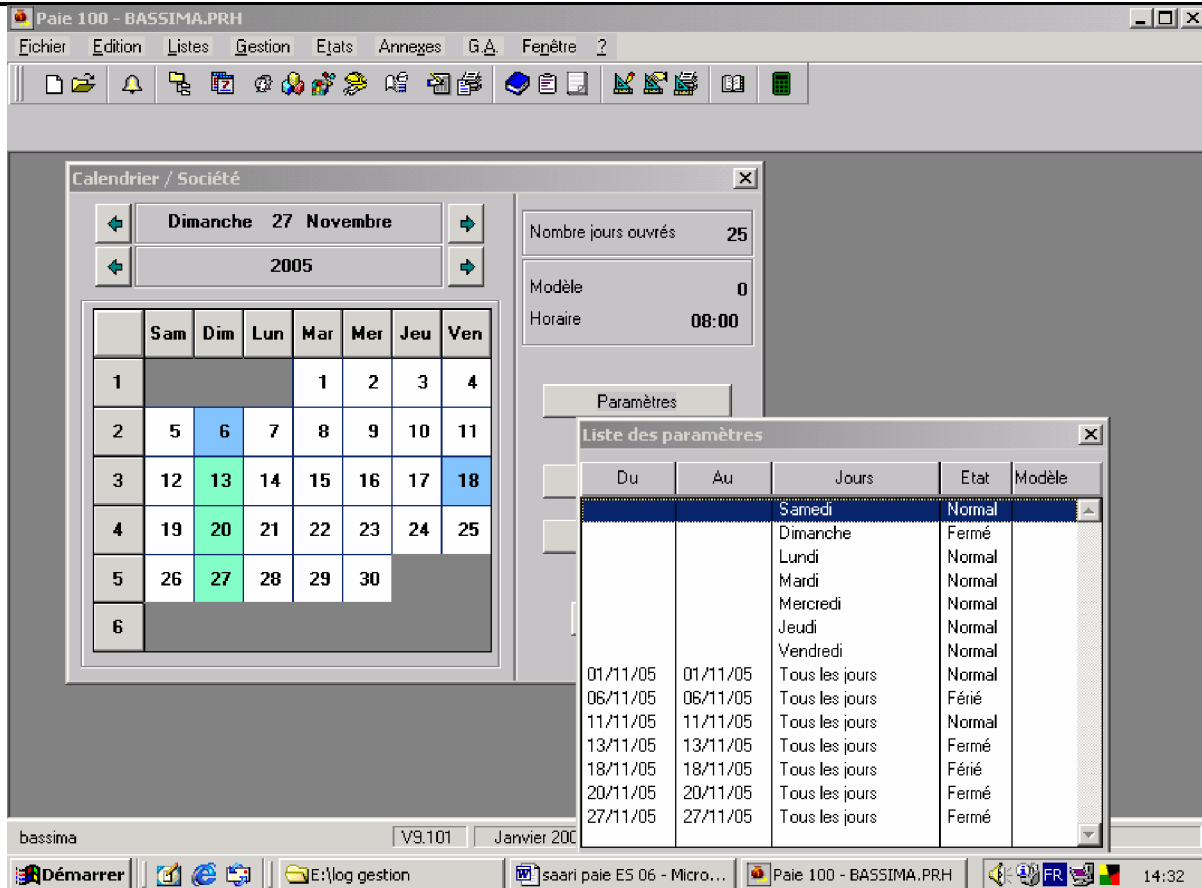 Paie 100 - BASSIMA.PRH
Fichier Edition Listes Gestion Etats Annexes G.A. Fenêtre ?
Calendrier / Société
Dimanche 27 Novembre
2005
Sam Dim Lun Mar Mer Jeu Ven
1 1 2 3 4
2 5 6 7 8 9 10 11
3 12 13 14 15 16 17 18
4 19 20 21 22 23 24 25
5 26 27 28 29 30
6
Nombre jours ouvrés 25
Modèle 0
Horaire 08:00
Paramètres
Liste des paramètres
Du Au Jours Etat Modèle
Samedi Normal
Dimanche Fermé
Lundi Normal
Mardi Normal
Mercredi Normal
Jeudi Normal
Vendredi Normal
01/11/05 01/11/05 Tous les jours Normal
06/11/05 06/11/05 Tous les jours Férié
11/11/05 11/11/05 Tous les jours Normal
13/11/05 13/11/05 Tous les jours Fermé
18/11/05 18/11/05 Tous les jours Férié
20/11/05 20/11/05 Tous les jours Fermé
27/11/05 27/11/05 Tous les jours Fermé
bassima V9.101 Janvier 200
Démarrer E:\log gestion saari paie ES 06 - Micro... Paie 100 - BASSIMA.PRH FR 14:32